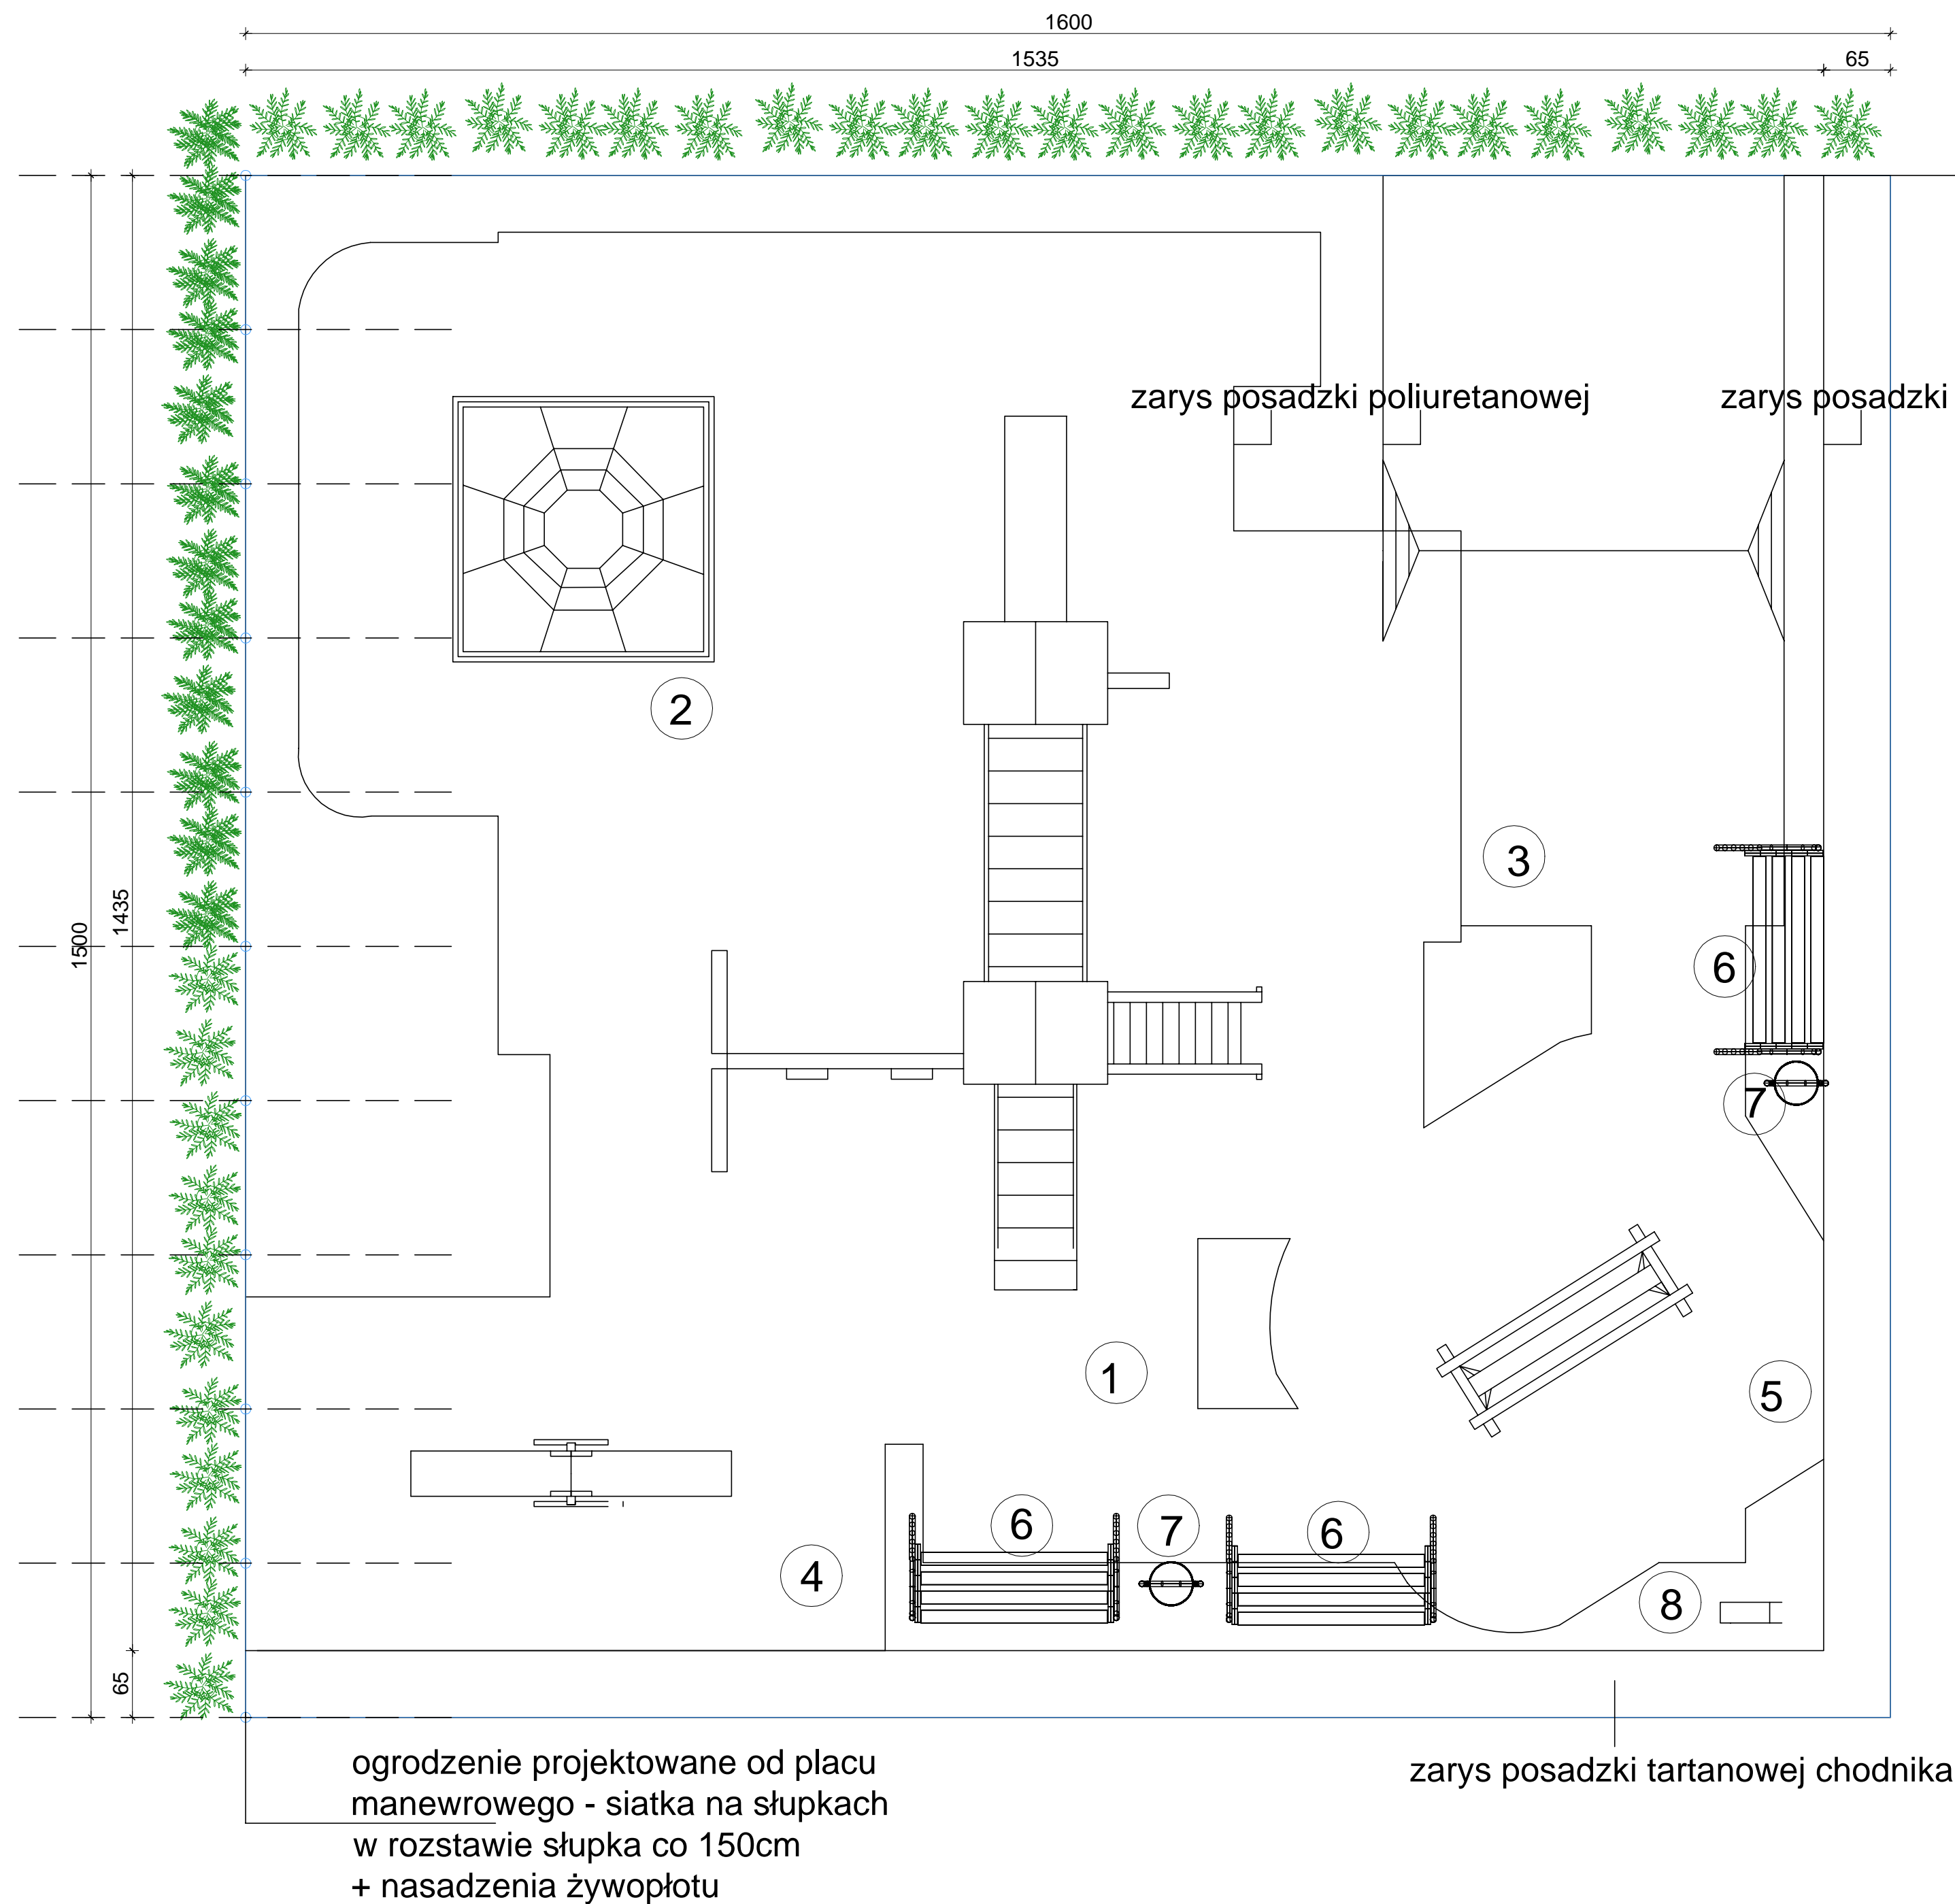 1600
1535
65
zarys posadzki poliuretanowej
zarys posadzki
2
3
1435
1500
6
7
1
5
6
7
6
4
8
65
ogrodzenie projektowane od placu
manewrowego - siatka na słupkach
w rozstawie słupka co 150cm
+ nasadzenia żywopłotu
zarys posadzki tartanowej chodnika